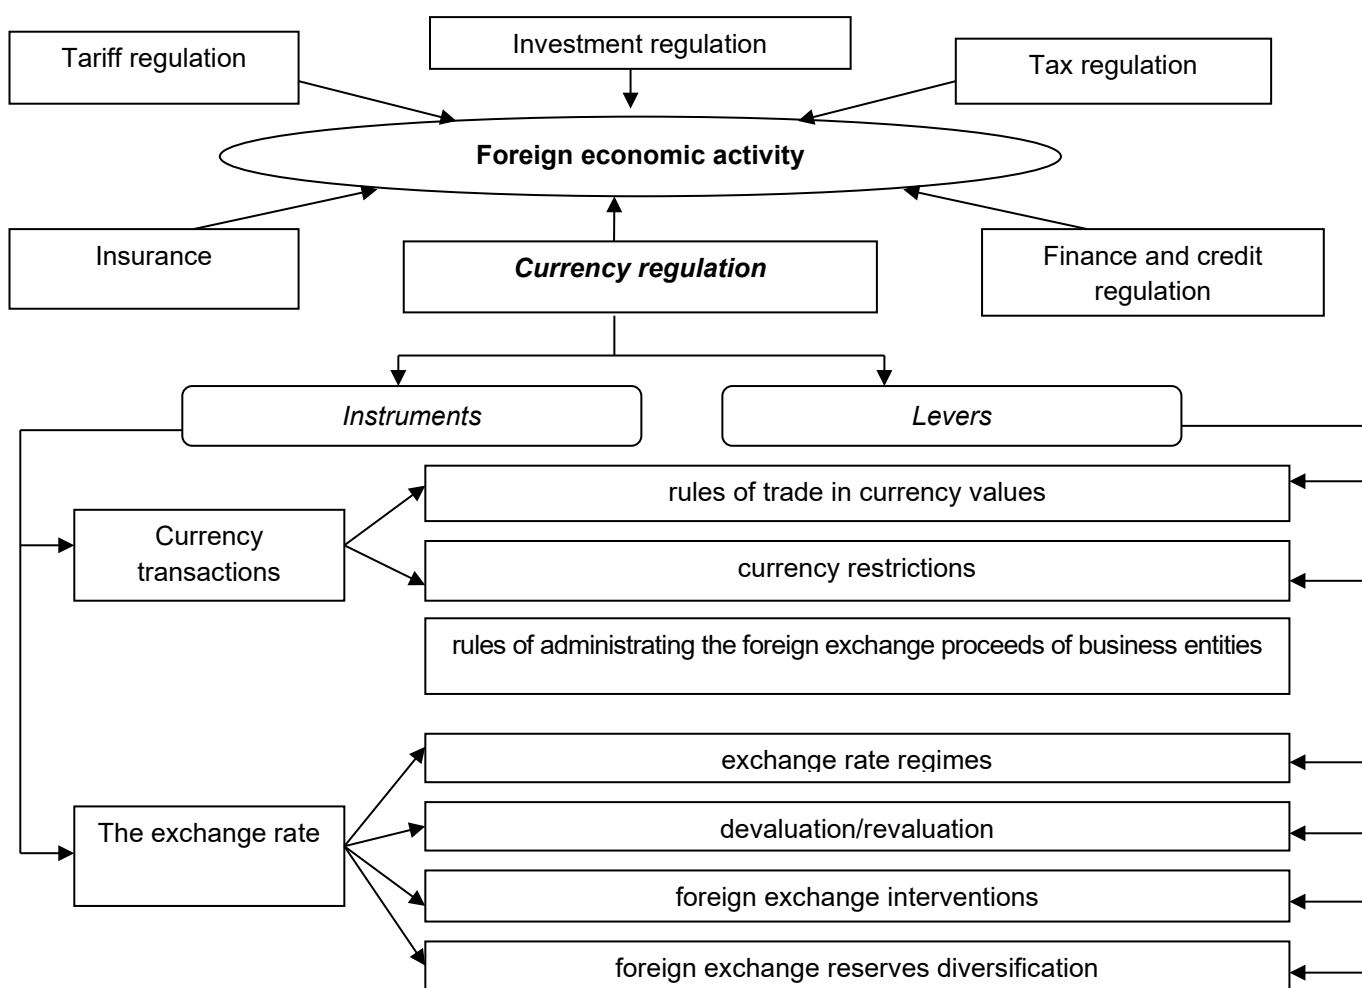 Investment regulation
Tariff regulation
Tax regulation
Foreign economic activity
Insurance
Currency regulation
Finance and credit
regulation
Instruments
Levers
rules of trade in currency values
Currency
transactions
currency restrictions
rules of administrating the foreign exchange proceeds of business entities
exchange rate regimes
The exchange rate
devaluation/revaluation
foreign exchange interventions
foreign exchange reserves diversification